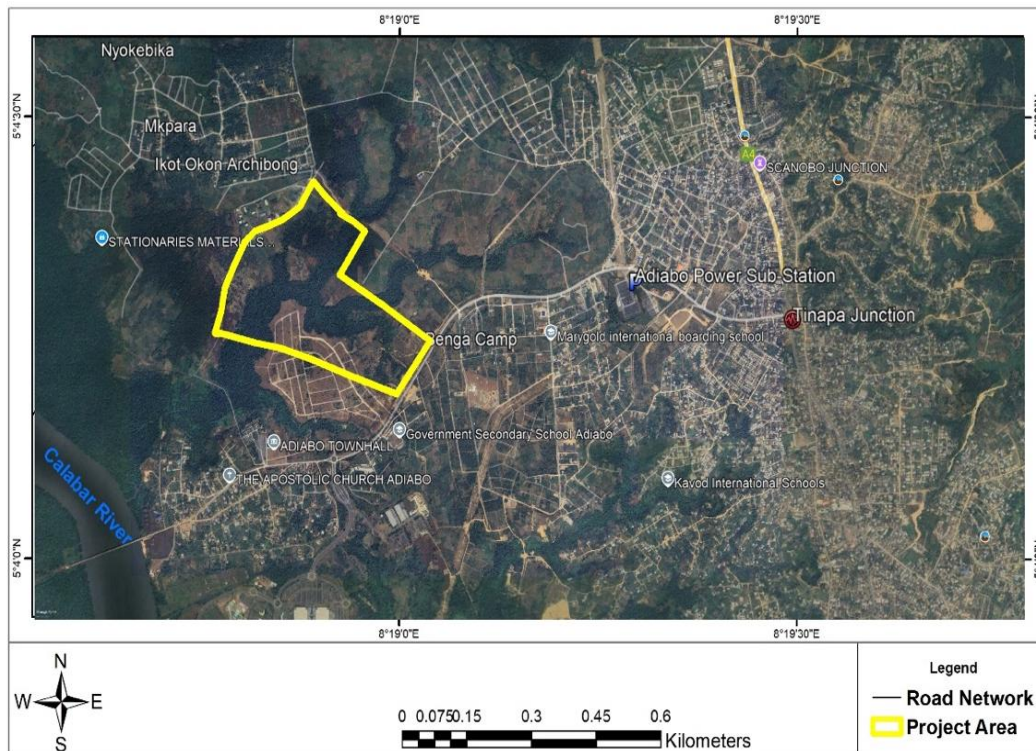 8°19'0"E
8°19'30"E
Nyokebika
5°4'30"N
Mkpara
A4
Ikot Okon Archibong
SCANOBO JUNCTION
STATIONARIES MATERIALS...
Adiabo Power Sub-Station
Tinapa Junction
Marygold international boarding school
Camp
Government Secondary School Adiabo
ADIABO TOWNHALL
THE APOSTOLIC CHURCH ADIABO
Kavod International Schools
Calabar River
5°4'0"N
8°19'0"E
8°19'30"E
N
W E
S
0 0.075 0.15 0.3 0.45 0.6
Kilometers
Legend
Road Network
Project Area